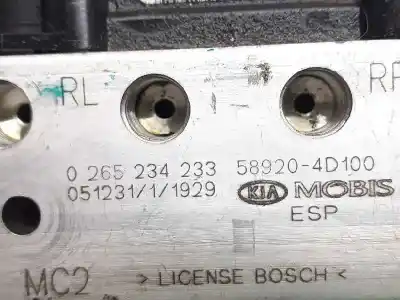 RL RR
0 265 234 233 58920-4D100
051231/1/1929 KIA MOBIS
ESP
MC2 > LICENSE BOSCH <